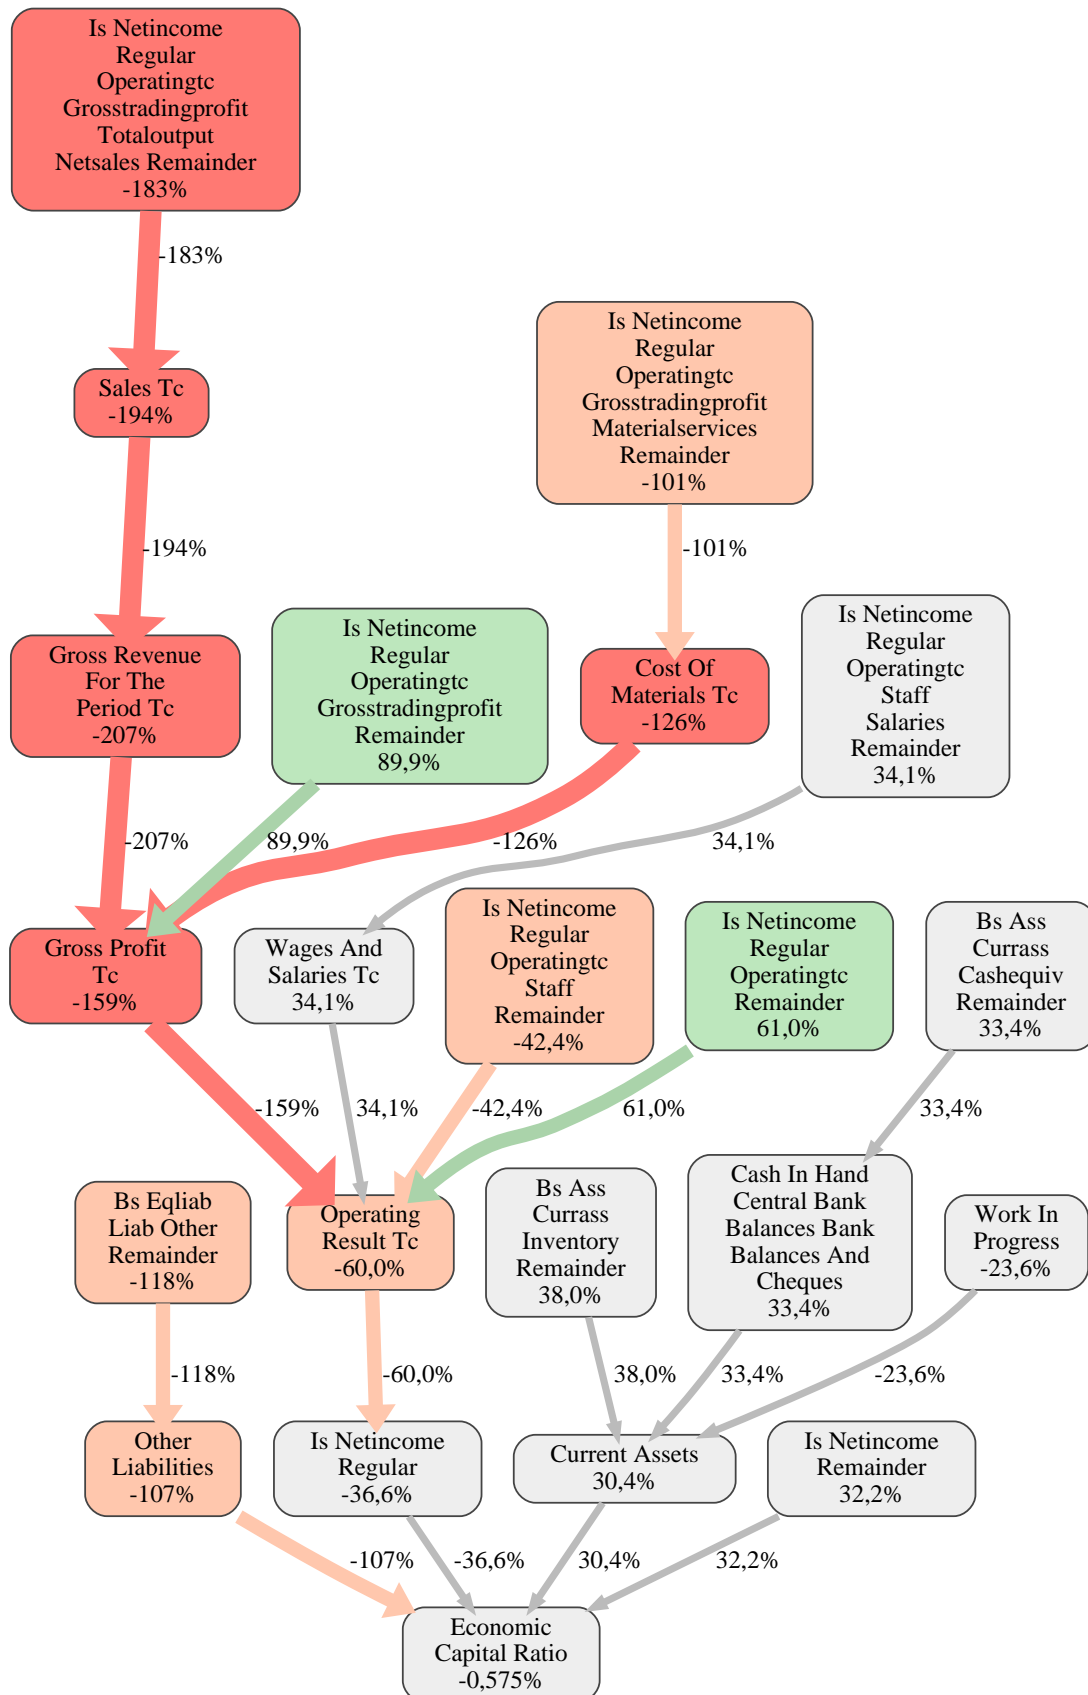 Is Netincome
Regular
Operatingtc
Grosstradingprofit
Totaloutput
Netsales Remainder
-183%
-183%
Sales Tc
-194%
Is Netincome
Regular
Operatingtc
Grosstradingprofit
Materialservices
Remainder
-101%
-194%
-101%
Gross Revenue
For The
Period Tc
-207%
Is Netincome
Regular
Operatingtc
Grosstradingprofit
Remainder
89,9%
Cost Of
Materials Tc
-126%
Is Netincome
Regular
Operatingtc
Staff
Salaries
Remainder
34,1%
-207%
89,9%
-126%
34,1%
Gross Profit
Tc
-159%
Wages And
Salaries Tc
34,1%
Is Netincome
Regular
Operatingtc
Staff
Remainder
-42,4%
Is Netincome
Regular
Operatingtc
Remainder
61,0%
Bs Ass
Currass
Cashequiv
Remainder
33,4%
-159%
34,1%
-42,4%
61,0%
33,4%
Bs Eqliab
Liab Other
Remainder
-118%
Operating
Result Tc
-60,0%
Bs Ass
Currass
Inventory
Remainder
38,0%
Cash In Hand
Central Bank
Balances Bank
Balances And
Cheques
33,4%
Work In
Progress
-23,6%
-118%
-60,0%
38,0%
33,4%
-23,6%
Other
Liabilities
-107%
Is Netincome
Regular
-36,6%
Current Assets
30,4%
Is Netincome
Remainder
32,2%
-107%
-36,6%
30,4%
32,2%
Economic
Capital Ratio
-0,575%